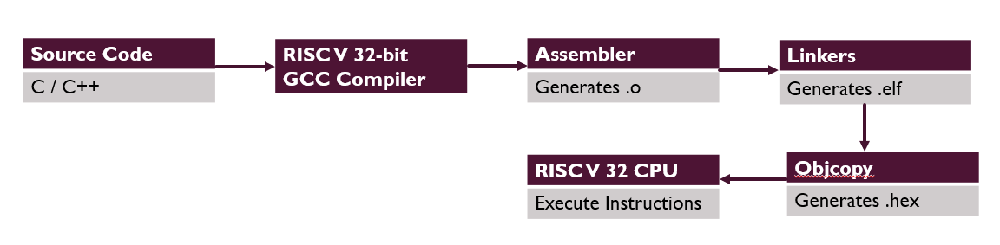 Source Code
C / C++
RISC V 32-bit
GCC Compiler
Assembler
Generates .o
Linkers
Generates .elf
Objcopy
Generates .hex
RISC V 32 CPU
Execute Instructions